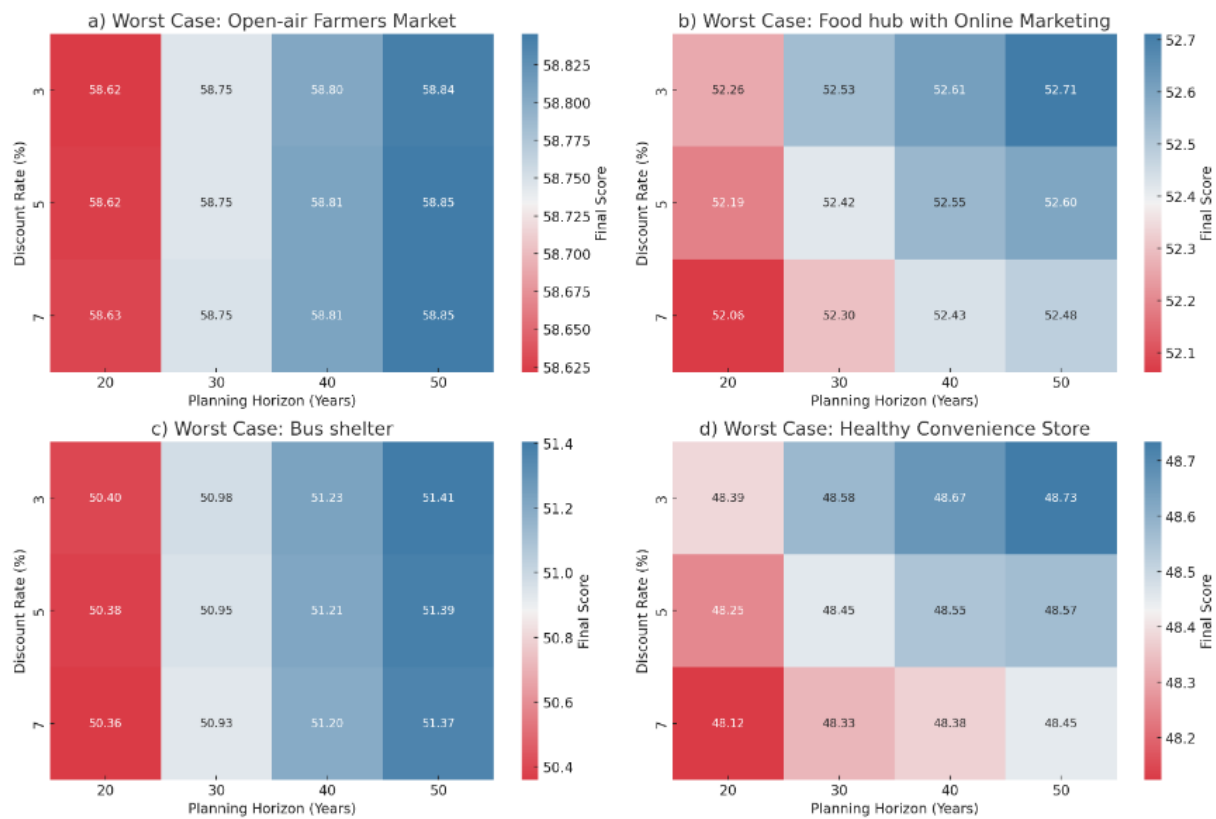 a) Worst Case: Open-air Farmers Market
Discount Rate (%)
3
58.62 58.75 58.80 58.84
5
58.62 58.75 58.81 58.85
7
58.63 58.75 58.81 58.85
20 30 40 50
Planning Horizon (Years)
58.825
58.800
58.775
58.750
58.725
58.700
58.675
58.650
58.625
Final Score
b) Worst Case: Food hub with Online Marketing
Discount Rate (%)
3
52.26 52.53 52.61 52.71
5
52.19 52.42 52.55 52.60
7
52.06 52.30 52.43 52.48
20 30 40 50
Planning Horizon (Years)
52.7
52.6
52.5
52.4
52.3
52.2
52.1
Final Score
c) Worst Case: Bus shelter
Discount Rate (%)
3
50.40 50.98 51.23 51.41
5
50.38 50.95 51.21 51.39
7
50.36 50.93 51.20 51.37
20 30 40 50
Planning Horizon (Years)
51.4
51.2
51.0
50.8
50.6
50.4
Final Score
d) Worst Case: Healthy Convenience Store
Discount Rate (%)
3
48.39 48.58 48.67 48.73
5
48.25 48.45 48.55 48.57
7
48.12 48.33 48.38 48.45
20 30 40 50
Planning Horizon (Years)
48.7
48.6
48.5
48.4
48.3
48.2
Final Score